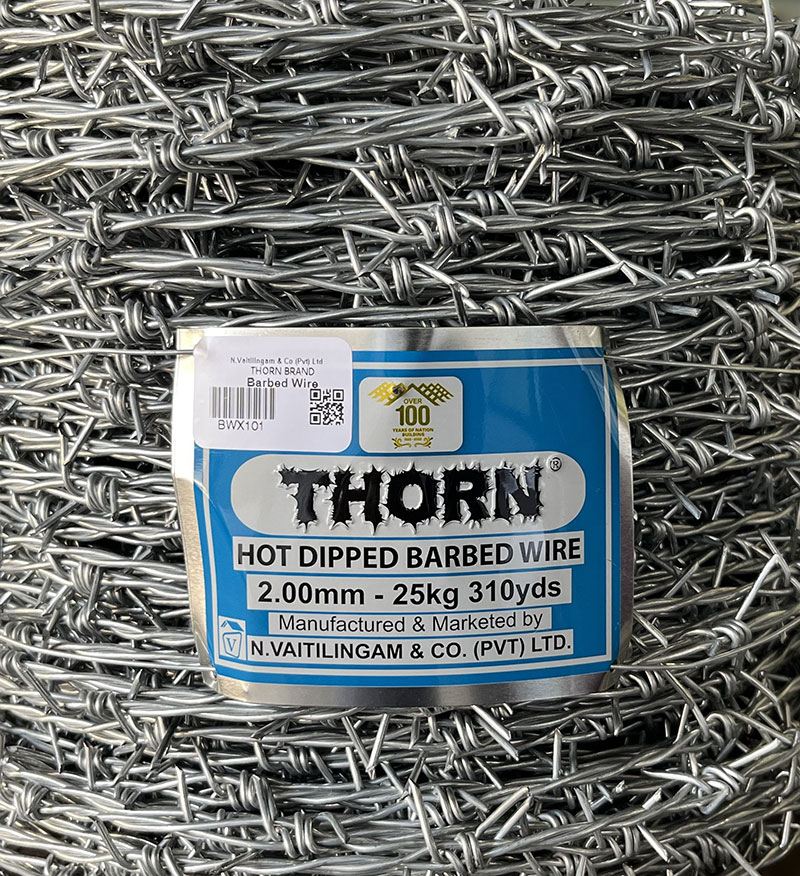 N.Vaitilingam & Co (Pvt) Ltd
THORN BRAND
Barbed Wire
BWX101
OVER
100
YEARS OF NATION
BUILDING
THORN®
HOT DIPPED BARBED WIRE
2.00mm - 25kg 310yds
Manufactured & Marketed by
V
N.VAITILINGAM & CO. (PVT) LTD.